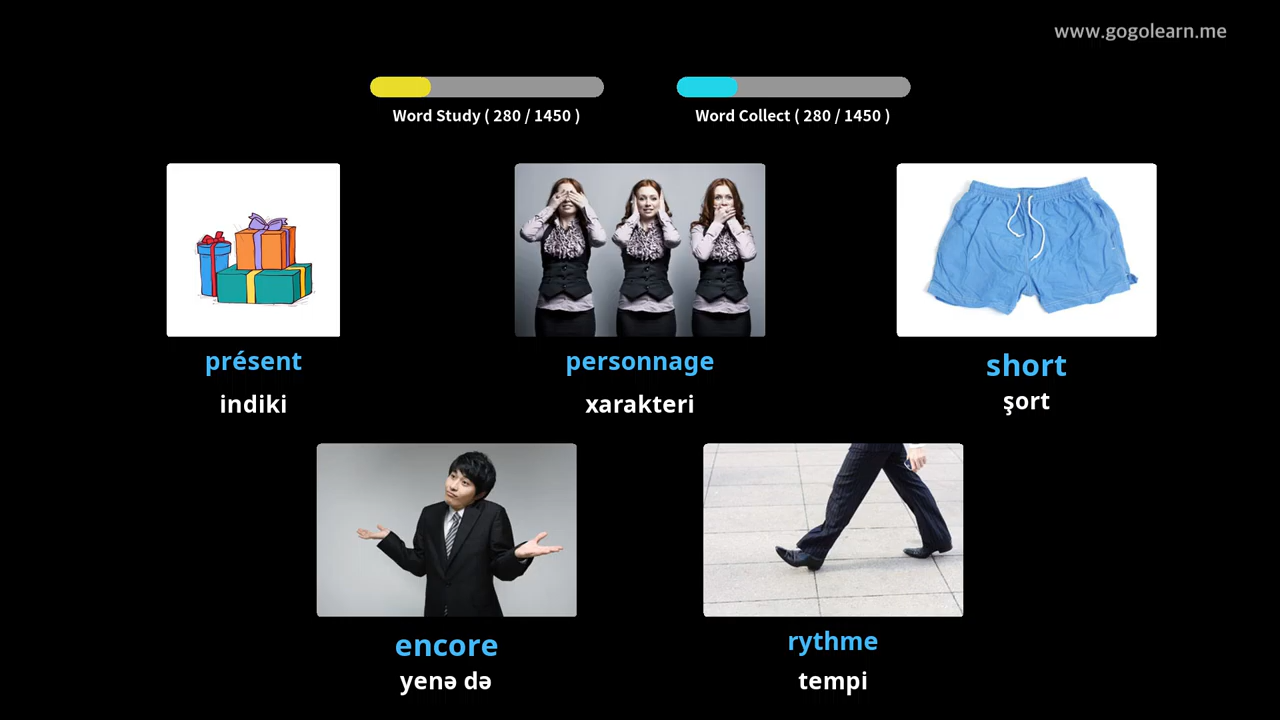 www.gogolearn.me
Word Study ( 280 / 1450 )
Word Collect ( 280 / 1450 )
présent
indiki
personnage
xarakteri
short
şort
encore
yenə də
rythme
tempi